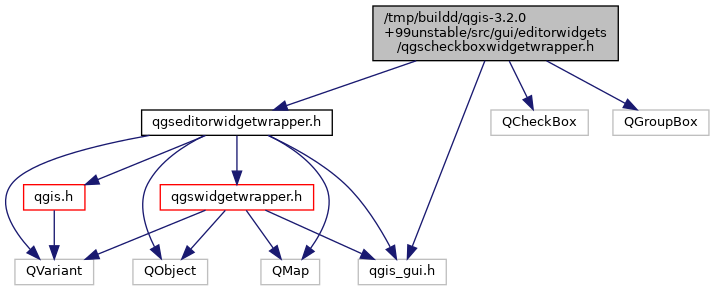 /tmp/buildd/qgis-3.2.0
+99unstable/src/gui/editorwidgets
/qgscheckboxwidgetwrapper.h
qgseditorwidgetwrapper.h
QCheckBox
QGroupBox
qgis.h
qgswidgetwrapper.h
QVariant
QObject
QMap
qgis_gui.h